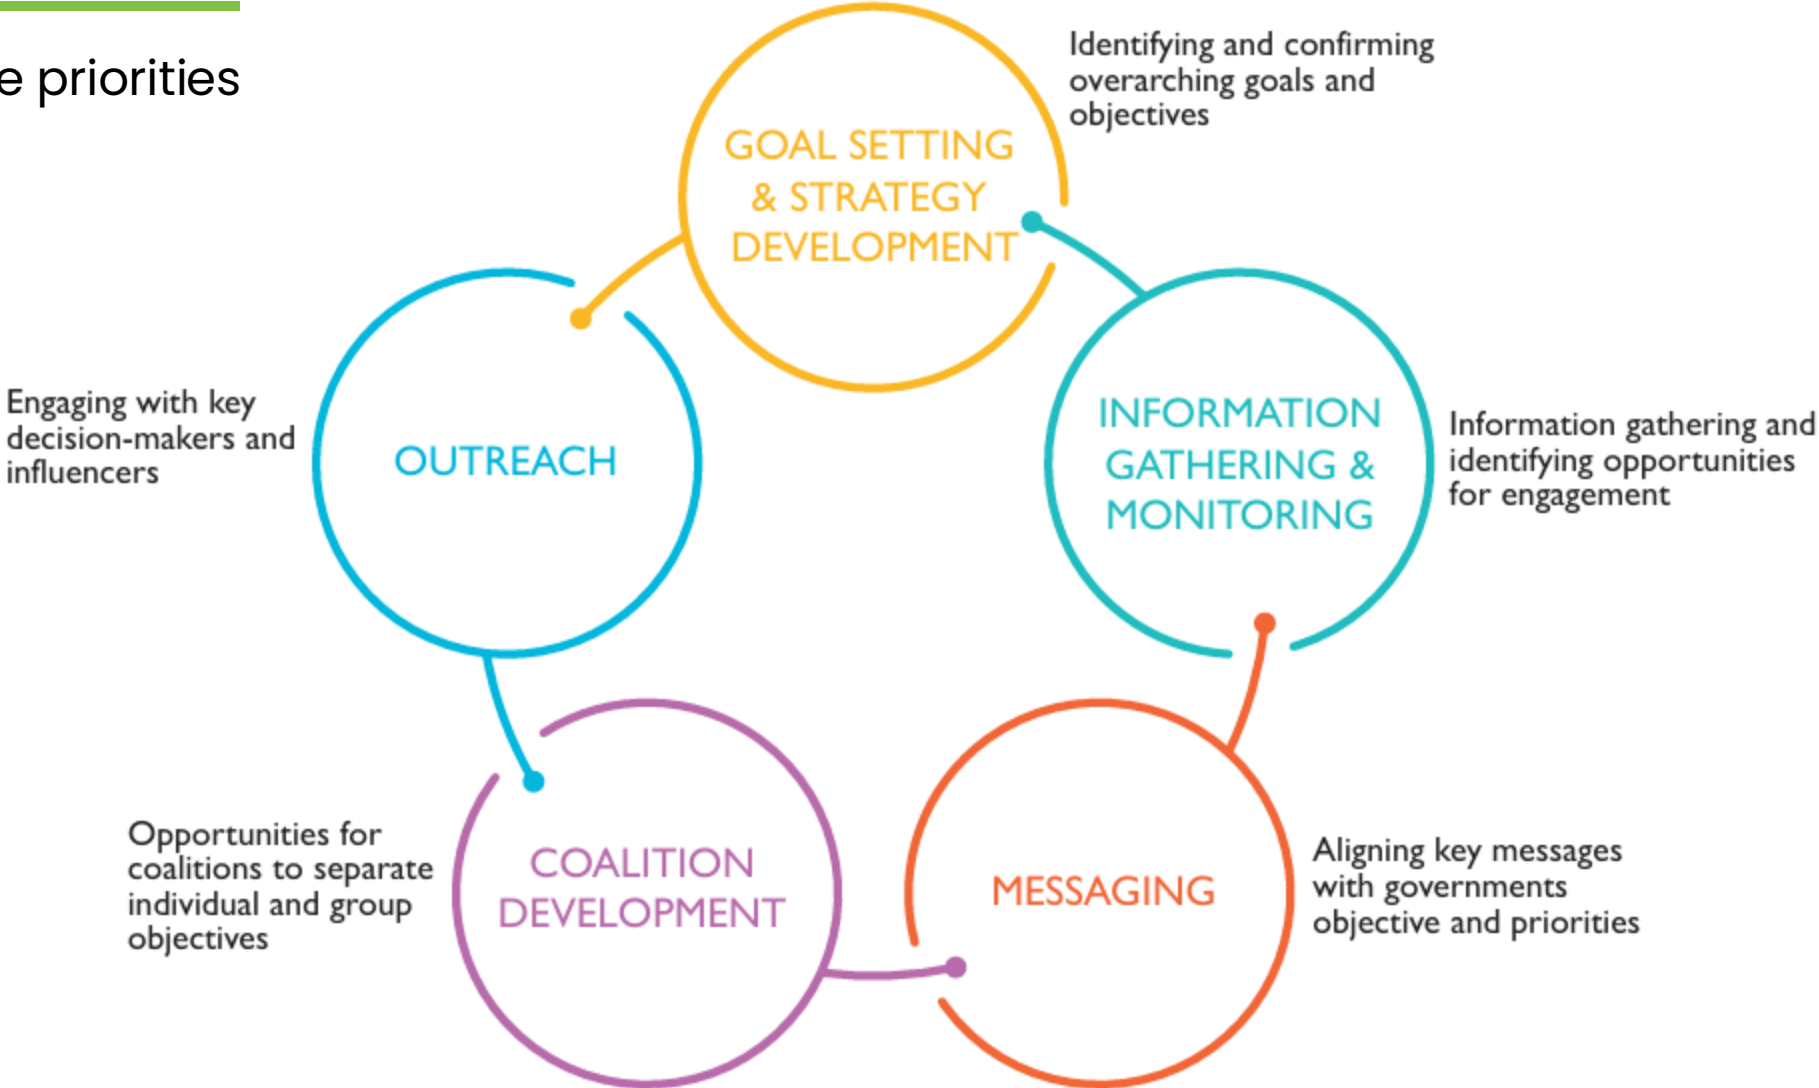 e priorities
Identifying and confirming
overarching goals and
objectives
GOAL SETTING
& STRATEGY
DEVELOPMENT
INFORMATION
GATHERING &
MONITORING
Information gathering and
identifying opportunities
for engagement
MESSAGING
Aligning key messages
with governments
objective and priorities
COALITION
DEVELOPMENT
Opportunities for
coalitions to separate
individual and group
objectives
OUTREACH
Engaging with key
decision-makers and
influencers